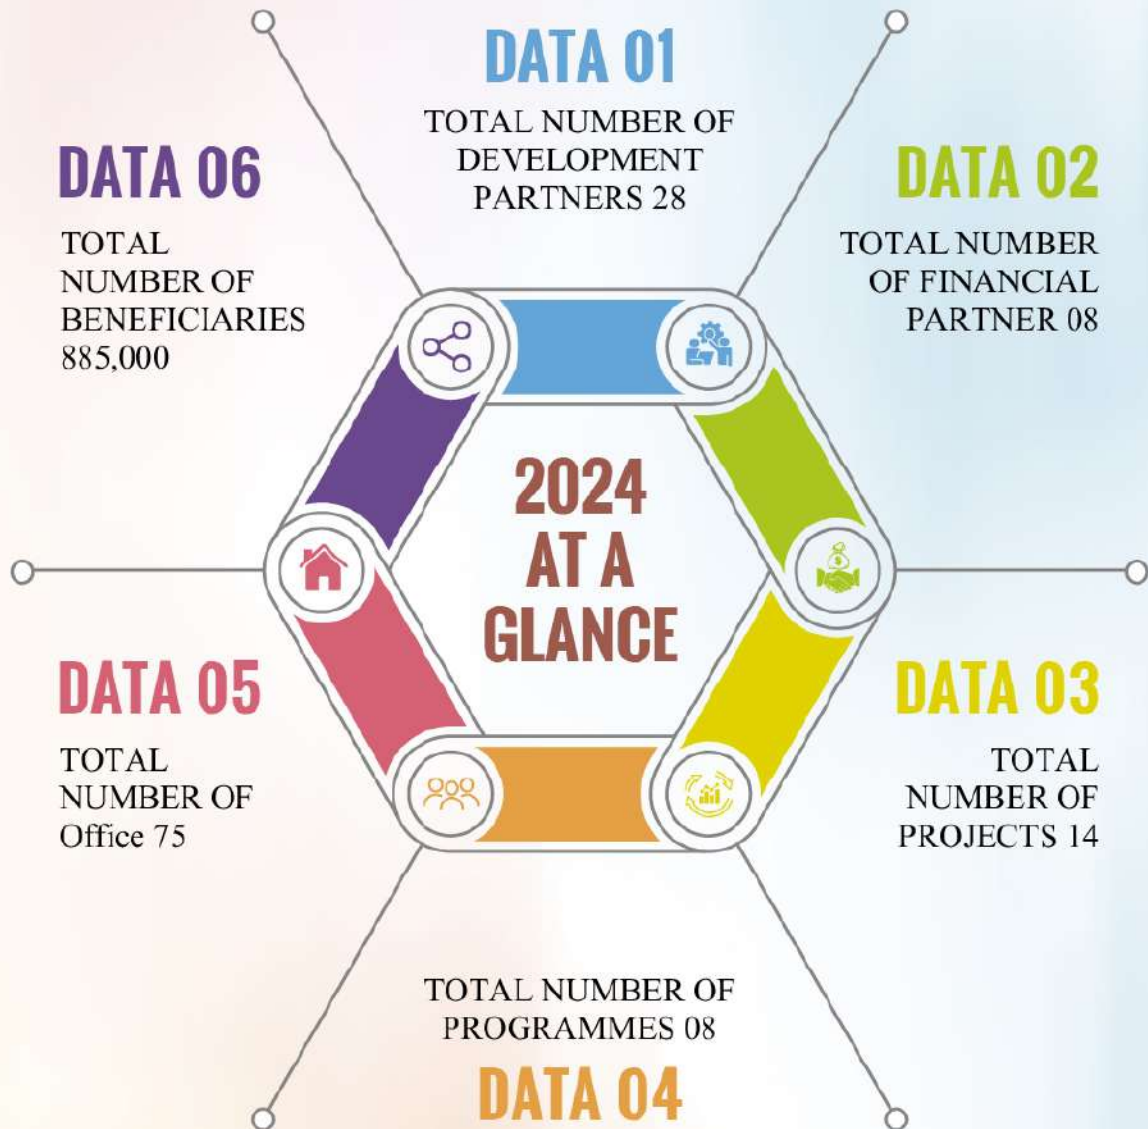 DATA 01
TOTAL NUMBER OF
DEVELOPMENT
PARTNERS 28
DATA 02
TOTAL NUMBER
OF FINANCIAL
PARTNER 08
DATA 03
TOTAL
NUMBER OF
PROJECTS 14
TOTAL NUMBER OF
PROGRAMMES 08
DATA 04
DATA 05
TOTAL
NUMBER OF
Office 75
DATA 06
TOTAL
NUMBER OF
BENEFICIARIES
885,000
2024
AT A
GLANCE
$